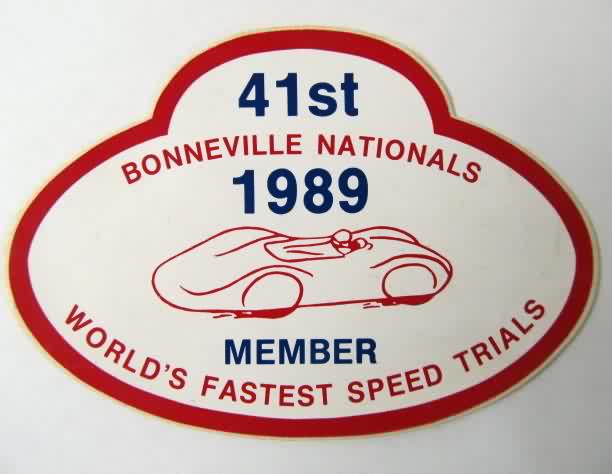 41st
BONNEVILLE NATIONALS
1989
MEMBER
WORLD'S FASTEST SPEED TRIALS